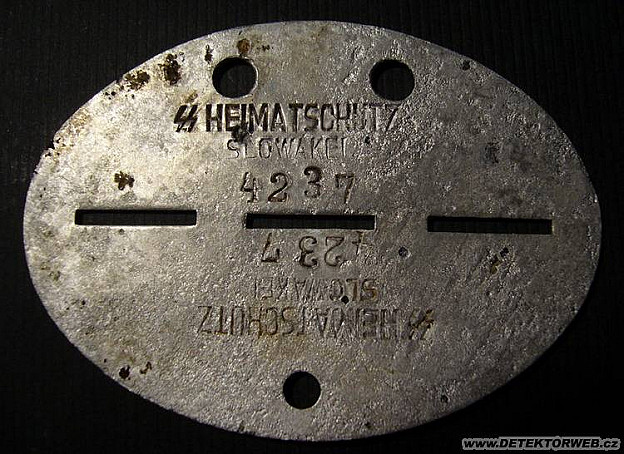 ᛋᛋ HEIMATSCHUTZ
SLOWAKEI
4237
4237
SLOWAKEI
ᛋᛋ HEIMATSCHUTZ
WWW.DETEKTORWEB.CZ